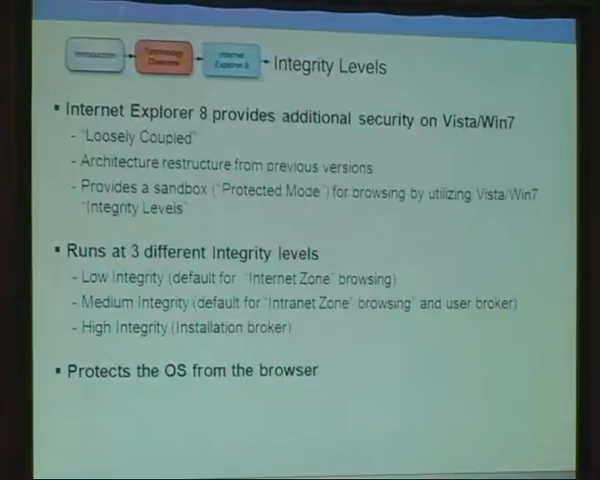 Introduction
Technology
Overview
Internet
Explorer 8
Integrity Levels
▪ Internet Explorer 8 provides additional security on Vista/Win7
- "Loosely Coupled"
- Architecture restructure from previous versions
- Provides a sandbox ("Protected Mode") for browsing by utilizing Vista/Win7
"Integrity Levels"
▪ Runs at 3 different Integrity levels
- Low Integrity (default for "Internet Zone" browsing)
- Medium Integrity (default for "Intranet Zone" browsing" and user broker)
- High Integrity (Installation broker)
▪ Protects the OS from the browser